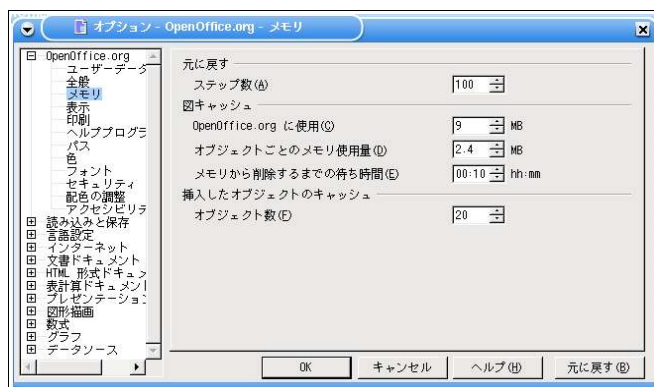 オプション - OpenOffice.org - メモリ
OpenOffice.org
ユーザーデータ
全般
メモリ
表示
印刷
ヘルププログラ
パス
色
フォント
セキュリティ
配色の調整
アクセシビリテ
読み込みと保存
言語設定
インターネット
文書ドキュメント
HTML 形式ドキュメ
表計算ドキュメント
プレゼンテーション
図形描画
数式
グラフ
データソース
元に戻す
ステップ数(A) 100
図キャッシュ
OpenOffice.org に使用(C) 9 MB
オブジェクトごとのメモリ使用量(D) 2.4 MB
メモリから削除するまでの待ち時間(E) 00:10 hh:mm
挿入したオブジェクトのキャッシュ
オブジェクト数(F) 20
OK キャンセル ヘルプ(H) 元に戻す(B)